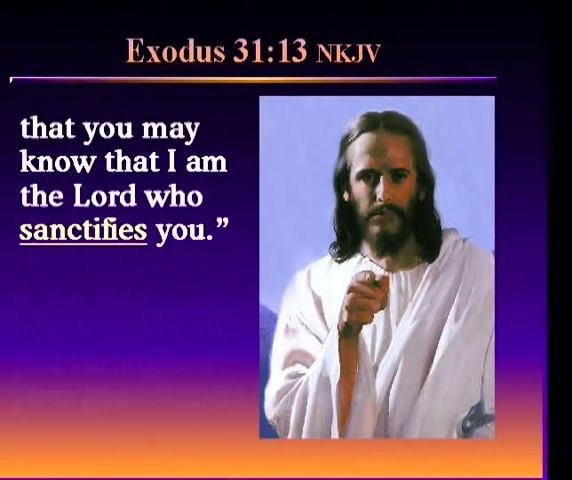 Exodus 31:13 NKJV
that you may
know that I am
the Lord who
sanctifies you.”